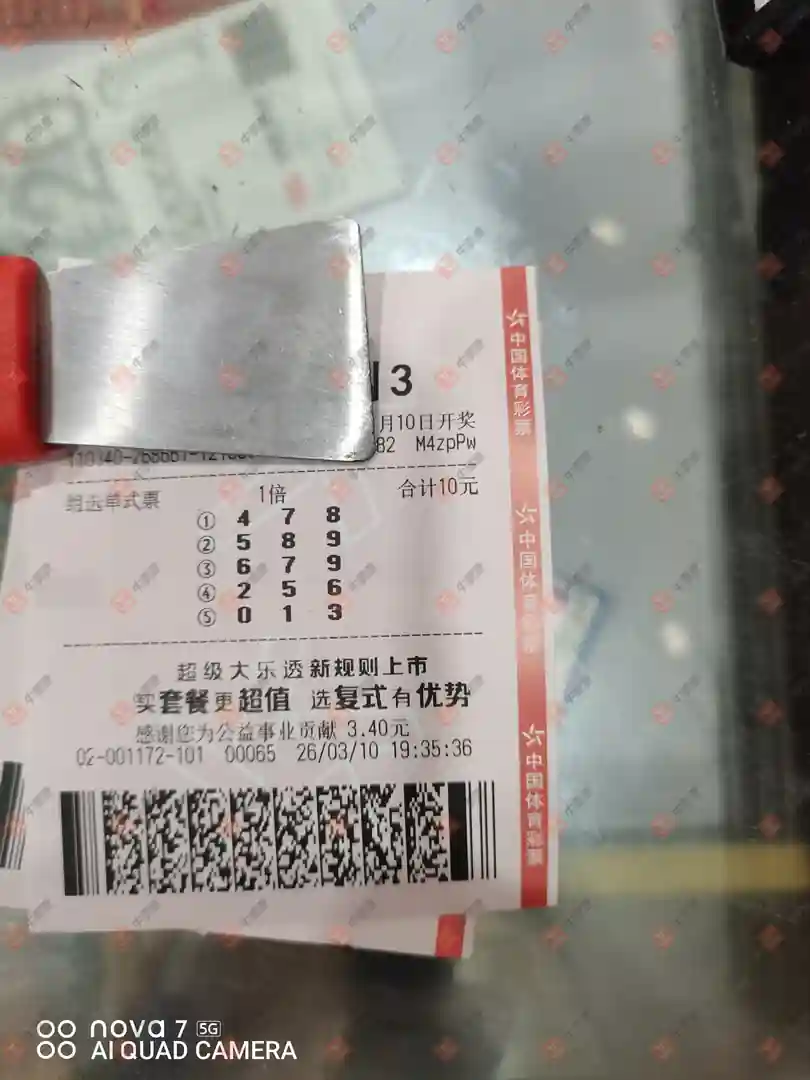 3
月10日开奖
82 M4zpPw
组选单式票 1倍 合计10元
① 4 7 8
② 5 8 9
③ 6 7 9
④ 2 5 6
⑤ 0 1 3
超级大乐透新规则上市
买套餐更超值 选复式有优势
感谢您为公益事业贡献 3.40元
02-001172-101 00065 26/03/10 19:35:36
中国体育彩票
中国体育彩票
中国体育彩票
nova 7 5G
AI QUAD CAMERA